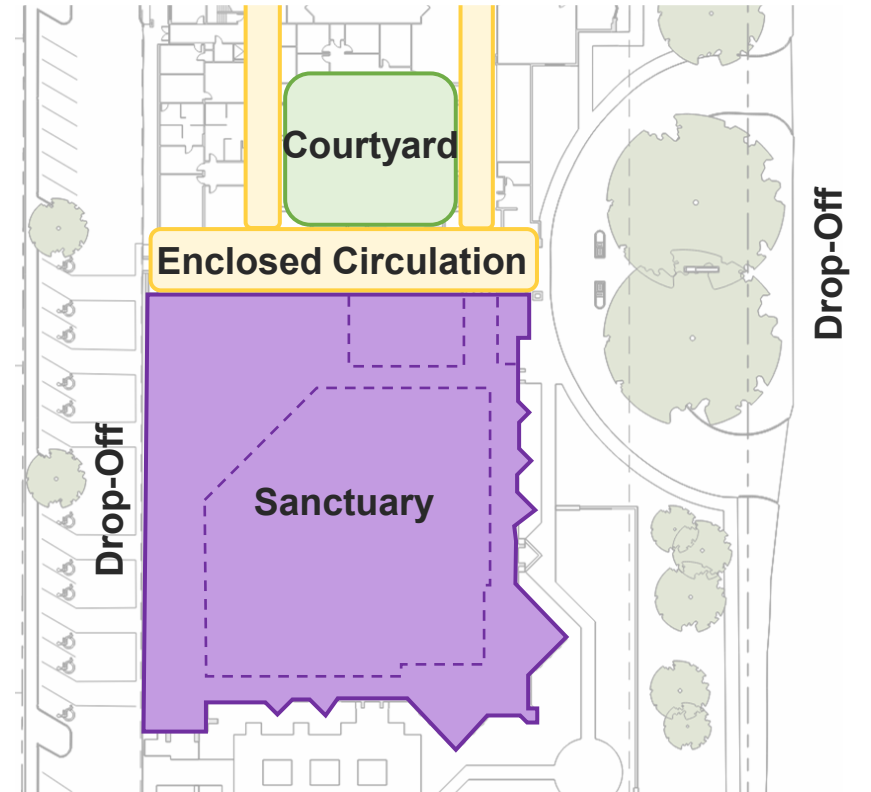 Courtyard
Enclosed Circulation
Drop-Off
Drop-Off
Sanctuary